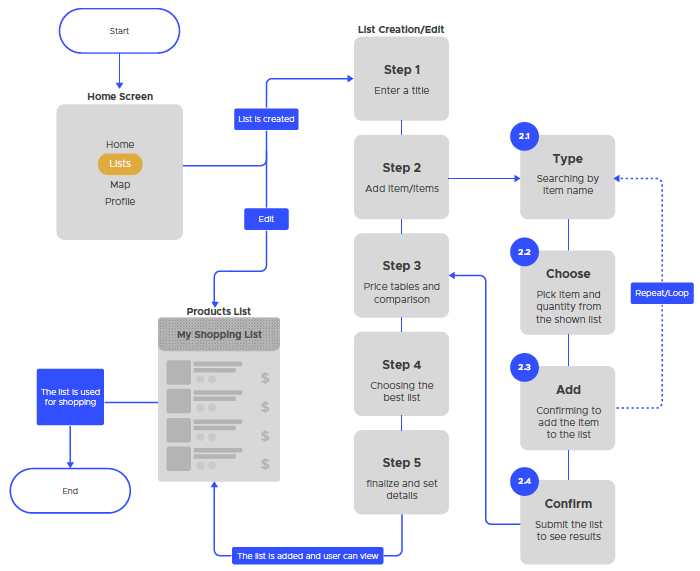 Start
Home Screen
Home
Lists
Map
Profile
List is created
Edit
List Creation/Edit
Step 1
Enter a title
Step 2
Add item/items
Step 3
Price tables and
comparison
Step 4
Choosing the
best list
Step 5
finalize and set
details
2.1
Type
Searching by
item name
2.2
Choose
Pick item and
quantity from
the shown list
2.3
Add
Confirming to
add the item
to the list
2.4
Confirm
Submit the list
to see results
Repeat/Loop
Products List
My Shopping List
$
$
$
$
The list is used
for shopping
End
The list is added and user can view